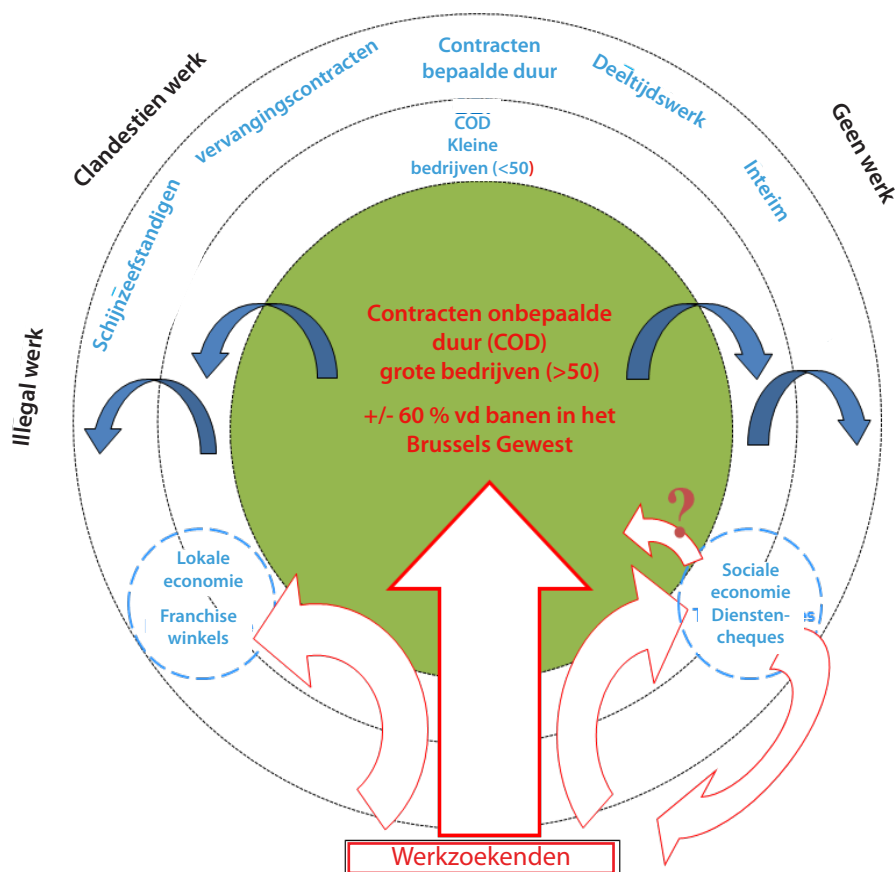 Contracten
bepaalde duur
Deeltijdswerk
vervangingscontracten
Clandestien werk
Geen werk
COD
Kleine
bedrijven (<50)
Interim
Schijnzeefstandigen
Illegal werk
Contracten onbepaalde
duur (COD)
grote bedrijven (>50)
+/- 60 % vd banen in het
Brussels Gewest
?
Lokale
economie
Franchise
winkels
Sociale
economie
Diensten-
cheques
Werkzoekenden